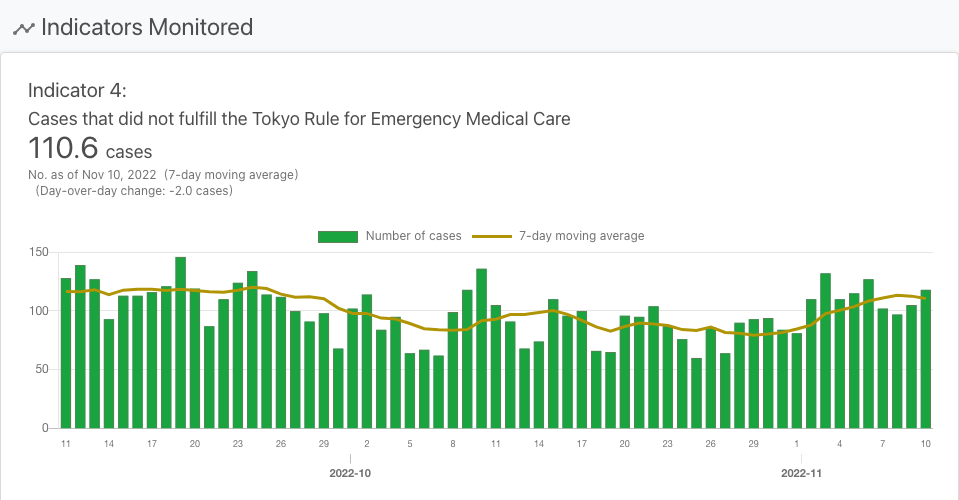 Indicators Monitored
Indicator 4:
Cases that did not fulfill the Tokyo Rule for Emergency Medical Care
110.6 cases
No. as of Nov 10, 2022 (7-day moving average)
(Day-over-day change: -2.0 cases)
Number of cases 7-day moving average
150
100
50
0
11 14 17 20 23 26 29 2 5 8 11 14 17 20 23 26 29 1 4 7 10
2022-10 2022-11